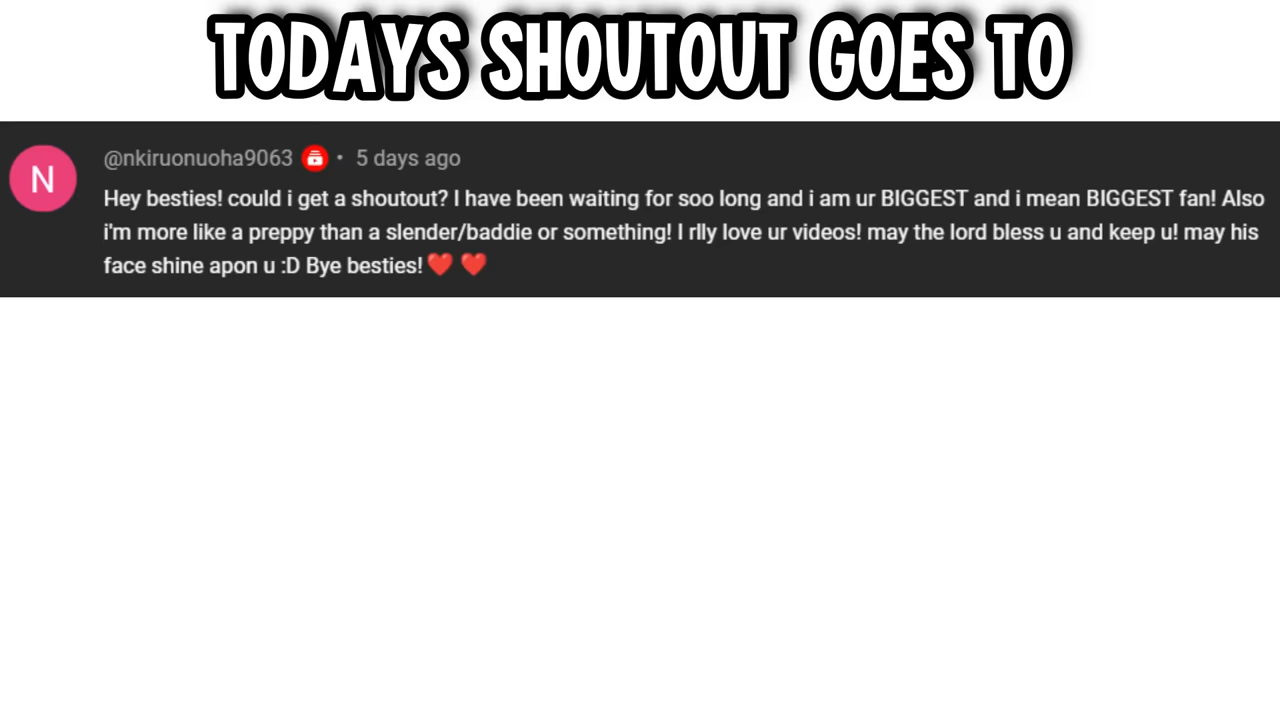 TODAYS SHOUTOUT GOES TO
N
@nkiruonuoha9063 • 5 days ago
Hey besties! could i get a shoutout? I have been waiting for soo long and i am ur BIGGEST and i mean BIGGEST fan! Also
i'm more like a preppy than a slender/baddie or something! I rlly love ur videos! may the lord bless u and keep u! may his
face shine apon u :D Bye besties!❤️ ❤️